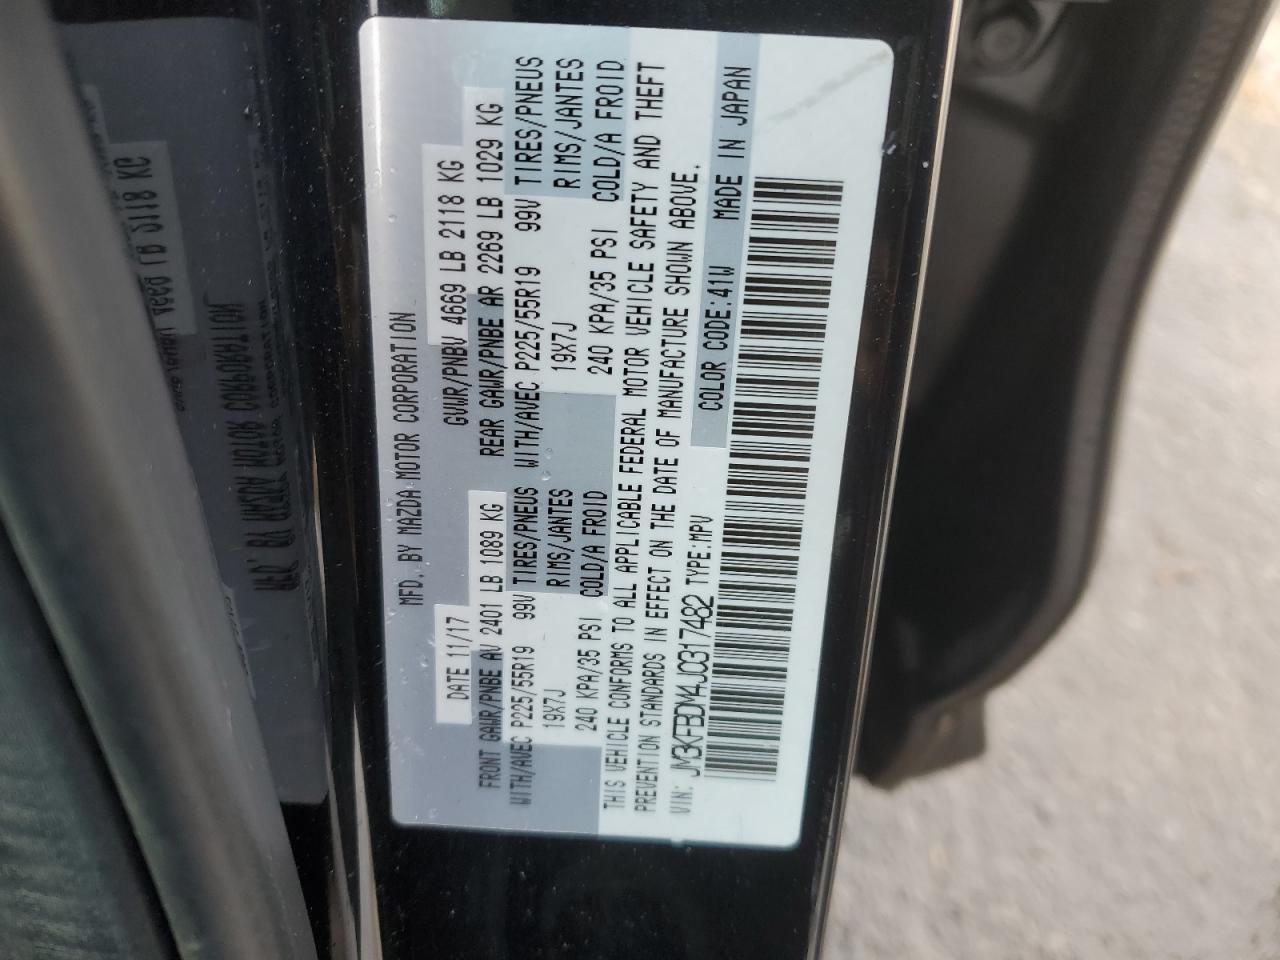 MFD. BY MAZDA MOTOR CORPORATION
DATE 11/17 GVWR/PNBV 4669 LB 2118 KG
FRONT GAWR/PNBE AV 2401 LB 1089 KG REAR GAWR/PNBE AR 2269 LB 1029 KG
WITH/AVEC P225/55R19 99V TIRES/PNEUS WITH/AVEC P225/55R19 99V TIRES/PNEUS
19X7J RIMS/JANTES 19X7J RIMS/JANTES
240 KPA/35 PSI COLD/A FROID 240 KPA/35 PSI COLD/A FROID
THIS VEHICLE CONFORMS TO ALL APPLICABLE FEDERAL MOTOR VEHICLE SAFETY AND THEFT
PREVENTION STANDARDS IN EFFECT ON THE DATE OF MANUFACTURE SHOWN ABOVE.
VIN: JM3KFBDM4J0317482 TYPE:MPV COLOR CODE:41W MADE IN JAPAN